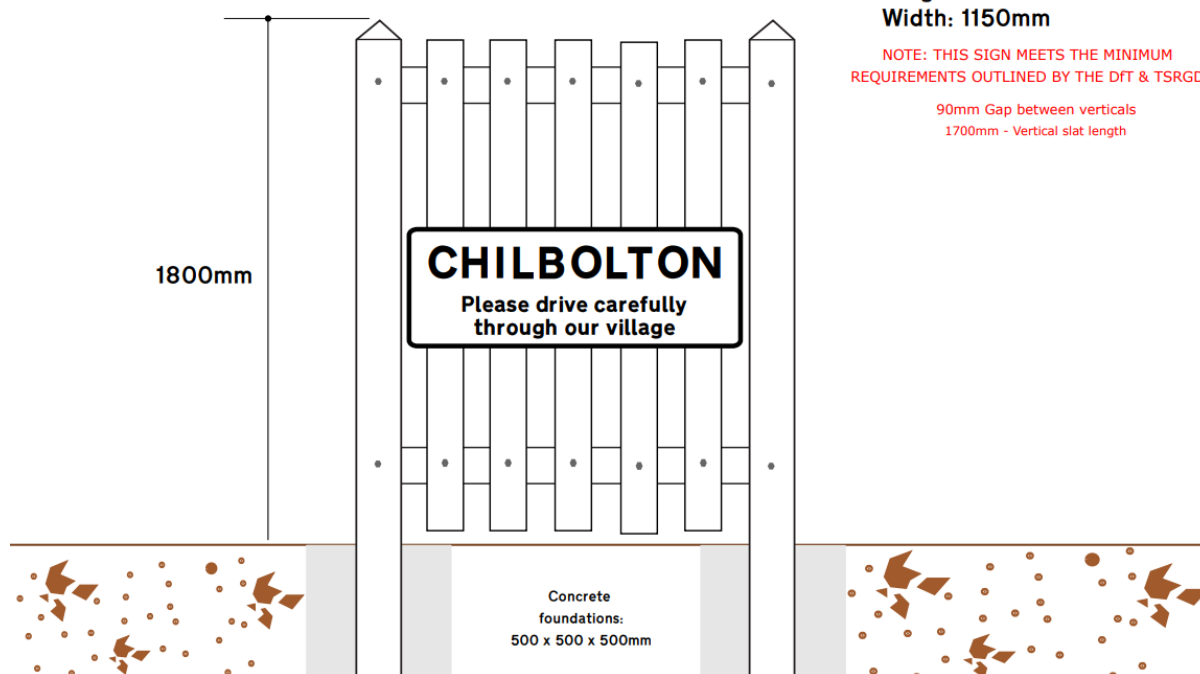 Width: 1150mm
NOTE: THIS SIGN MEETS THE MINIMUM
REQUIREMENTS OUTLINED BY THE DfT & TSRGD
90mm Gap between verticals
1700mm - Vertical slat length
1800mm
CHILBOLTON
Please drive carefully
through our village
Concrete
foundations:
500 x 500 x 500mm